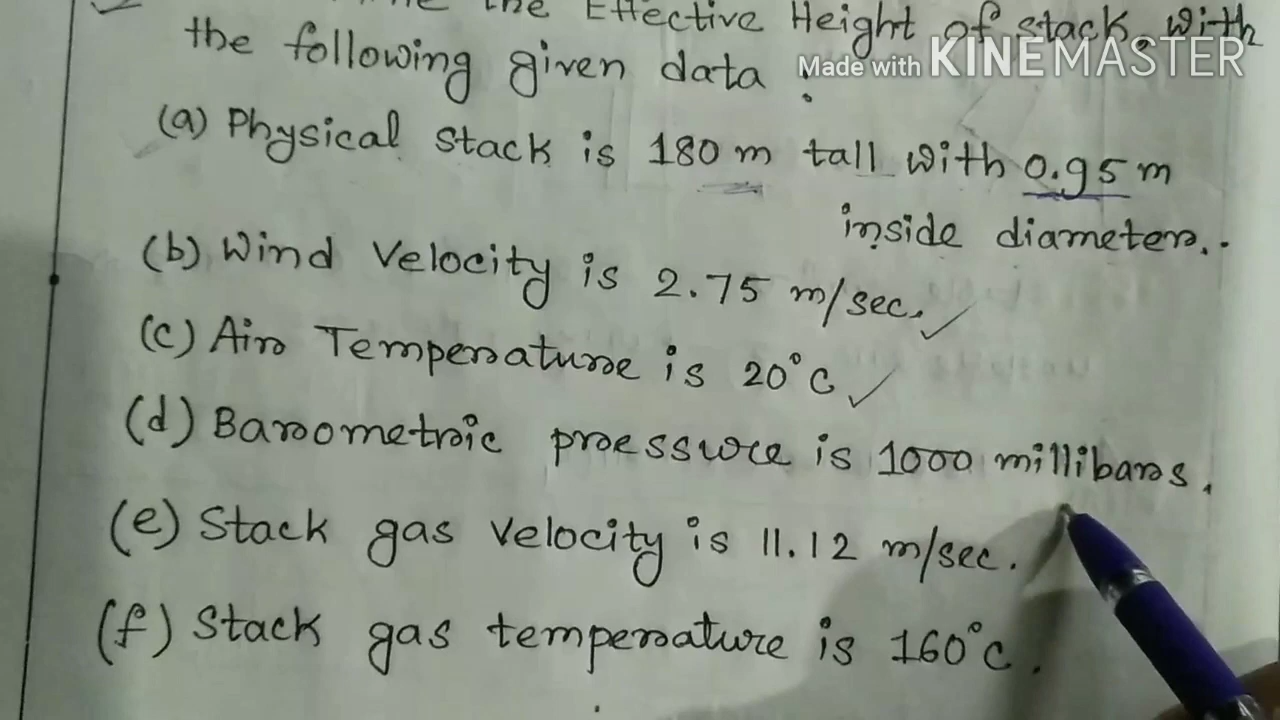 the Effective Height of stack, with
the following given data :
Made with KINEMASTER
(a) Physical stack is 180 m tall with 0.95 m
inside diameter.
(b) Wind Velocity is 2.75 m/sec.
(c) Air Temperature is 20°C
(d) Barometric pressure is 1000 millibars.
(e) Stack gas velocity is 11.12 m/sec.
(f) Stack gas temperature is 160°C.